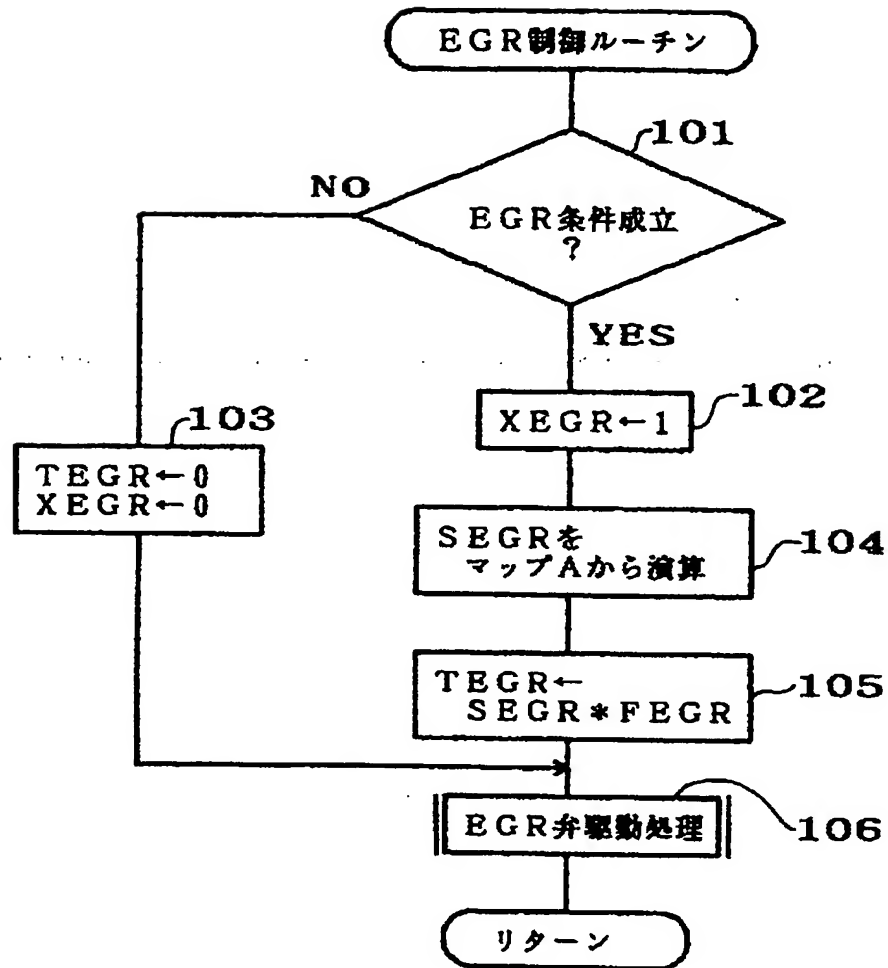 EGR制御ルーチン
101
NO
EGR条件成立
?
YES
102
XEGR←1
103
TEGR←0
XEGR←0
SEGRを
マップAから演算
104
TEGR←
SEGR*FEGR
105
EGR弁駆動処理
106
リターン